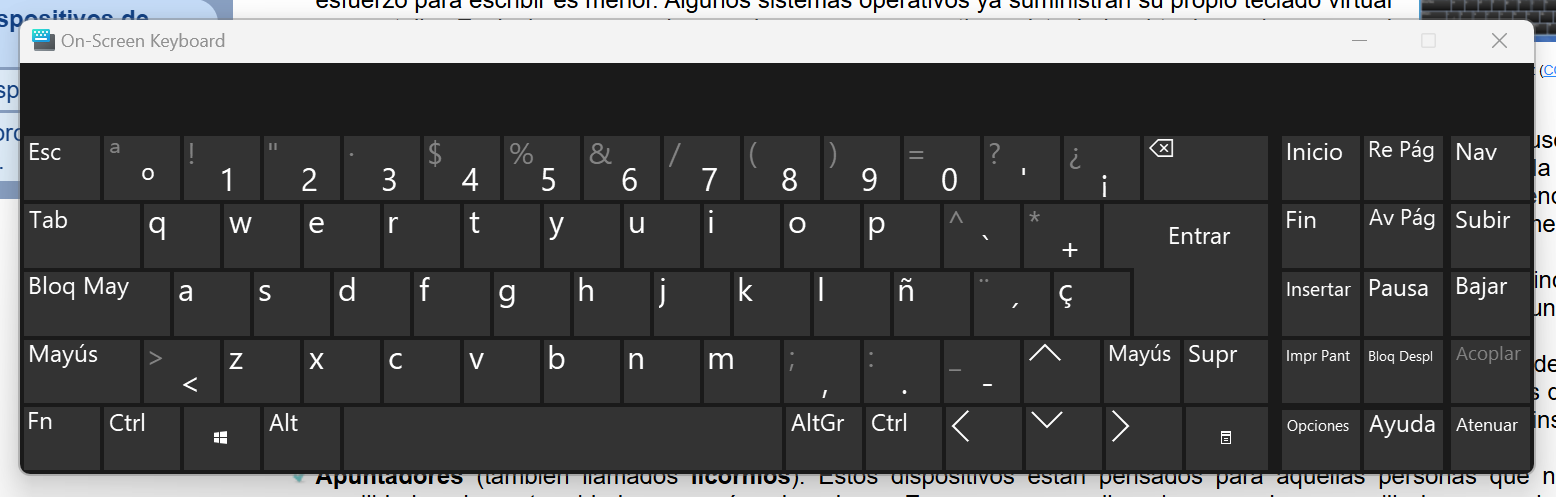 spositivos de
esfuerzo para escribir es menor. Algunos sistemas operativos ya suministran su propio teclado virtual
On-Screen Keyboard
Esc ª º ! 1 " 2 · 3 $ 4 % 5 & 6 / 7 ( 8 ) 9 = 0 ? ' ¿ ¡ Inicio Re Pág Nav
Tab q w e r t y u i o p ^ ` * + Entrar Fin Av Pág Subir
Bloq May a s d f g h j k l ñ ¨ ´ ç Insertar Pausa Bajar
Mayús > < z x c v b n m ; , : . _ - Mayús Supr Impr Pant Bloq Despl Acoplar
Fn Ctrl Alt AltGr Ctrl Opciones Ayuda Atenuar
Apuntadores (también llamados licornios). Estos dispositivos están pensados para aquellas personas que n